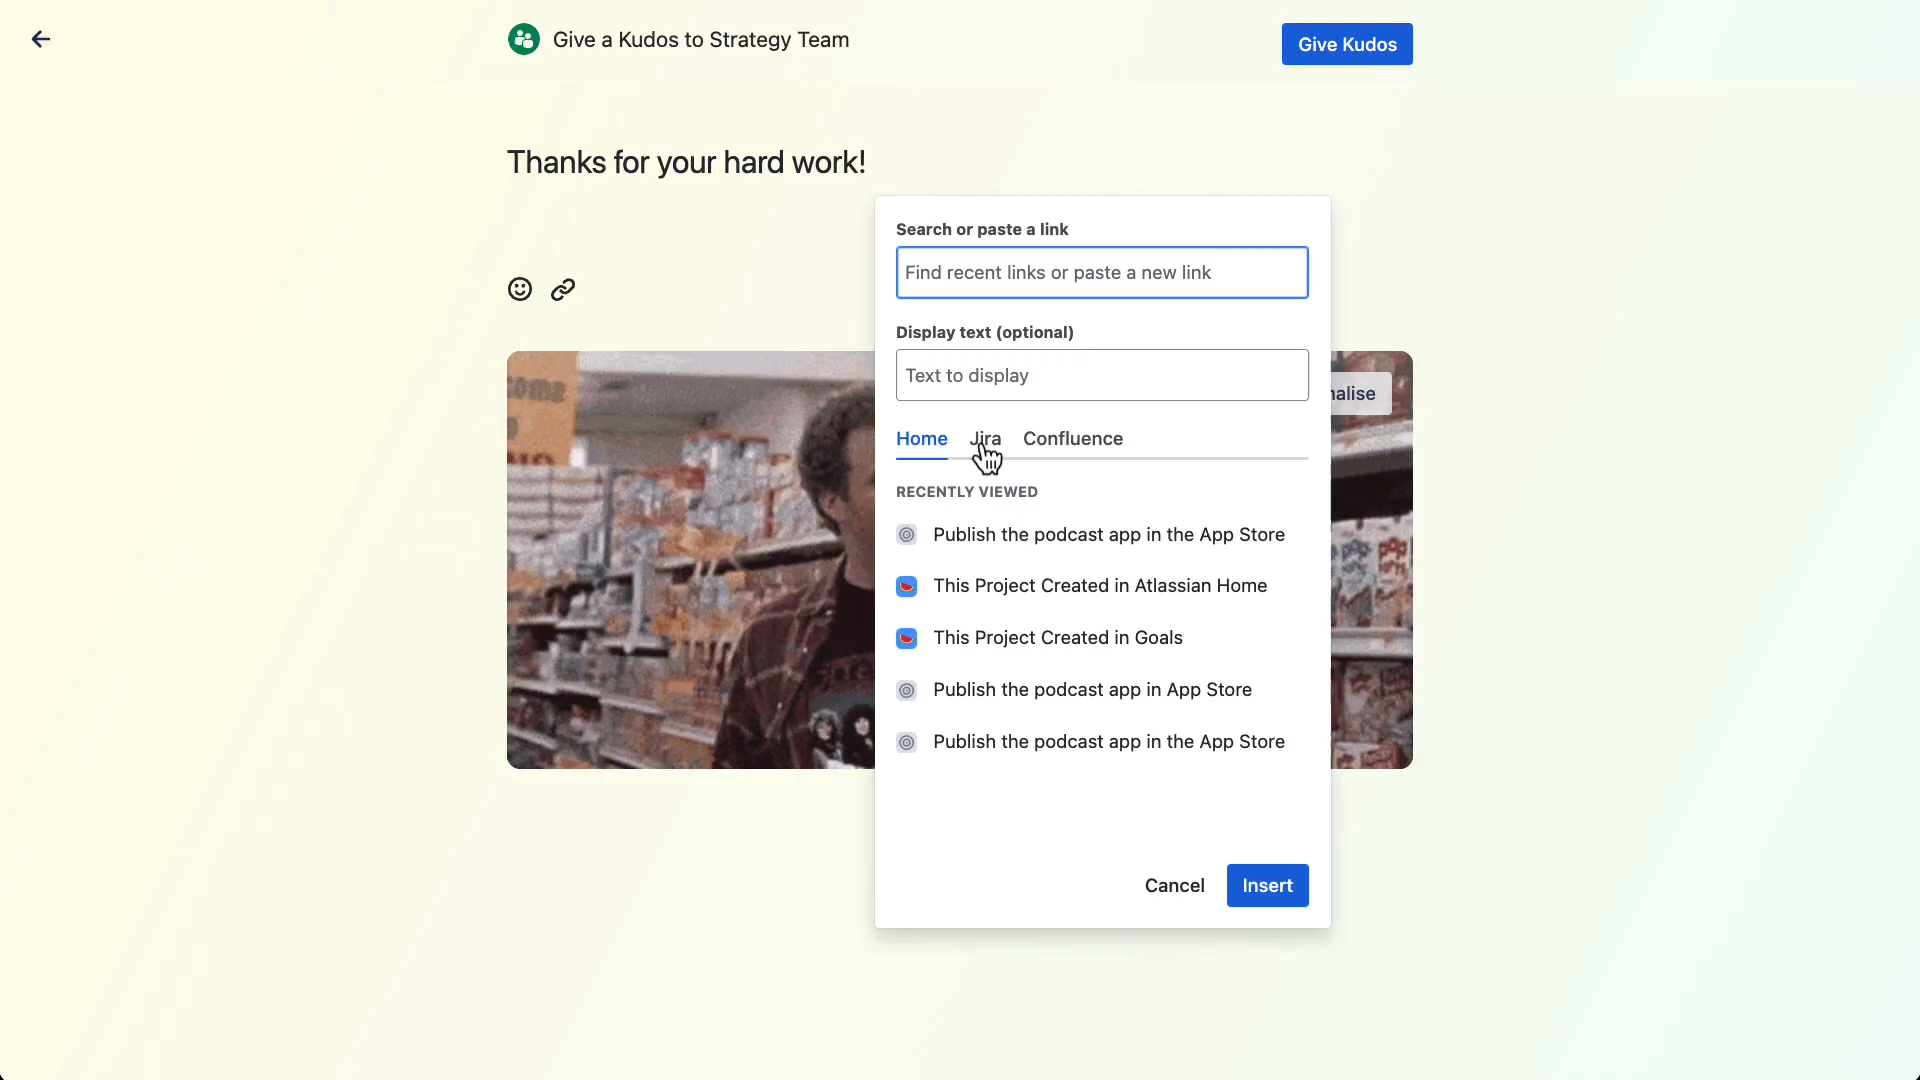 Give a Kudos to Strategy Team
Give Kudos
Thanks for your hard work!
Search or paste a link
Find recent links or paste a new link
Display text (optional)
Text to display
nalise
Home Jira Confluence
RECENTLY VIEWED
Publish the podcast app in the App Store
This Project Created in Atlassian Home
This Project Created in Goals
Publish the podcast app in App Store
Publish the podcast app in the App Store
Cancel Insert